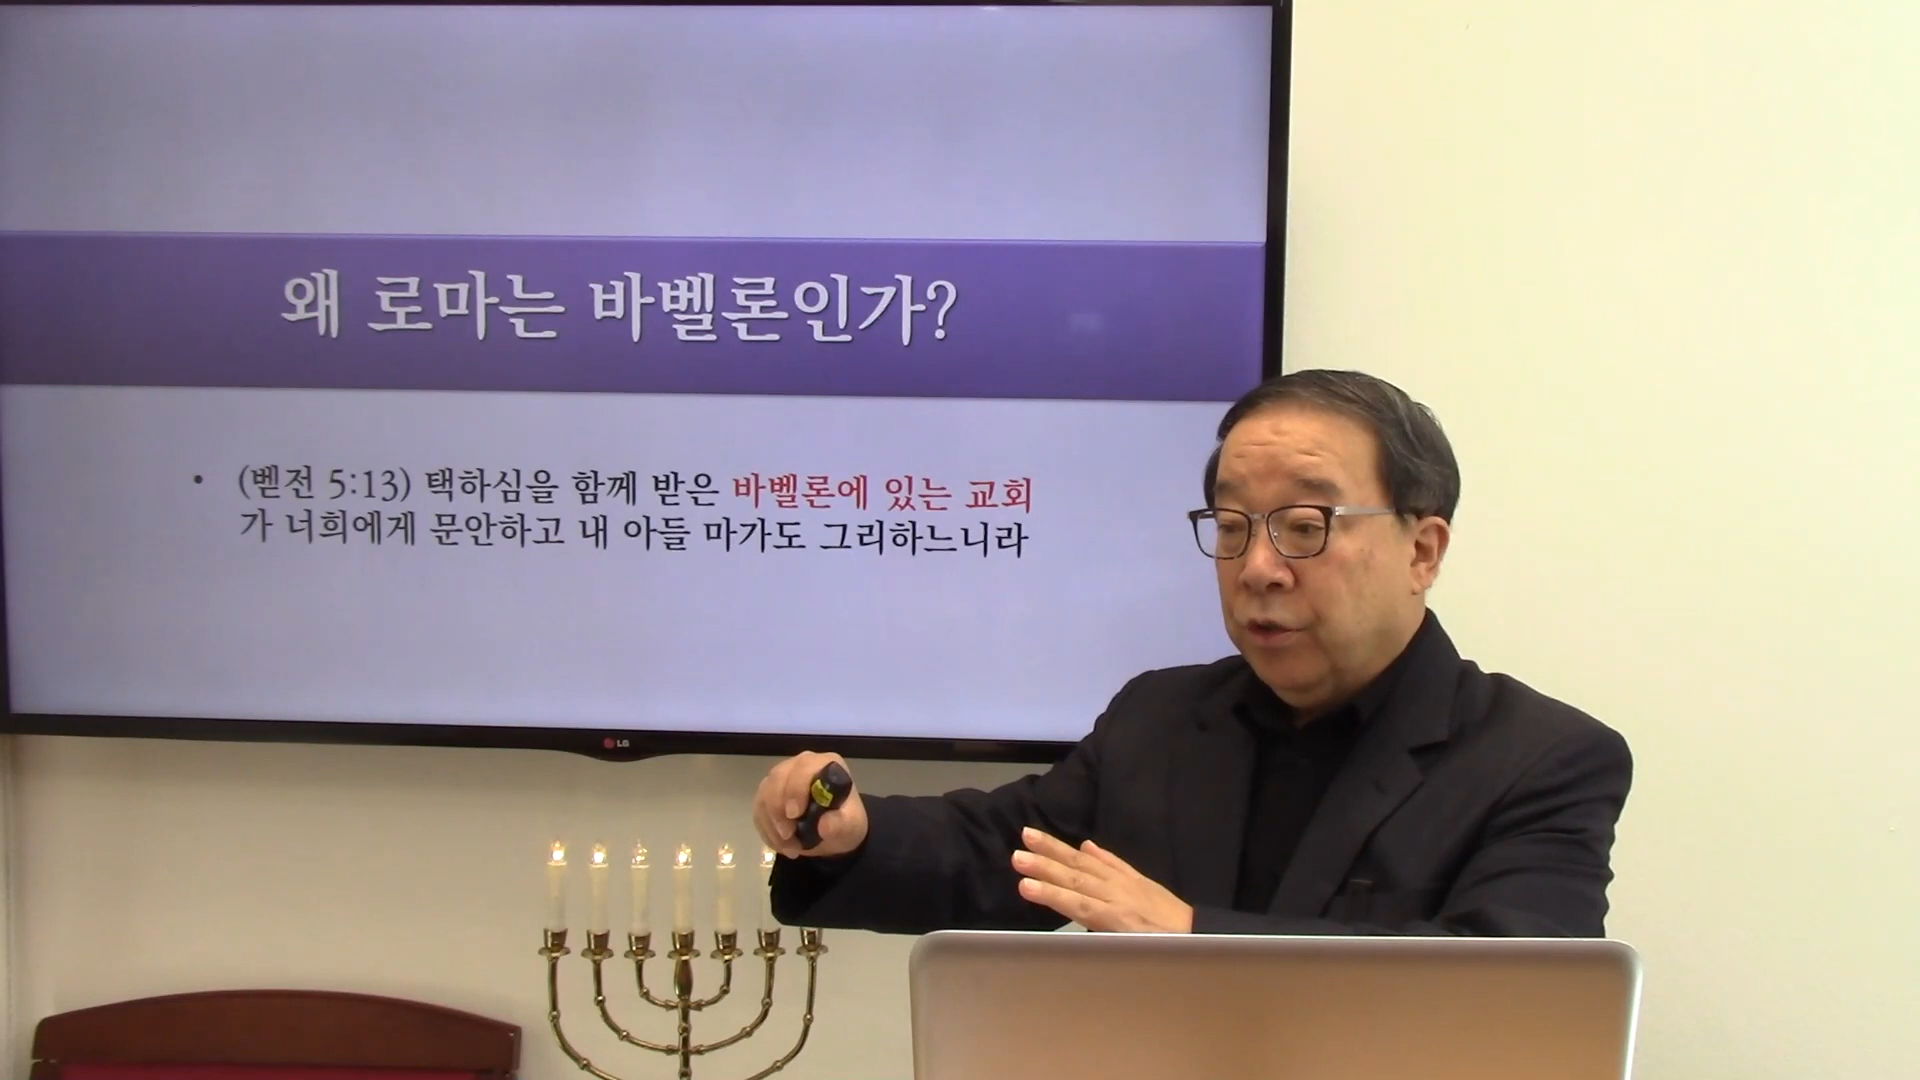 왜 로마는 바벨론인가?
• (벧전 5:13) 택하심을 함께 받은 바벨론에 있는 교회
가 너희에게 문안하고 내 아들 마가도 그리하느니라
LG